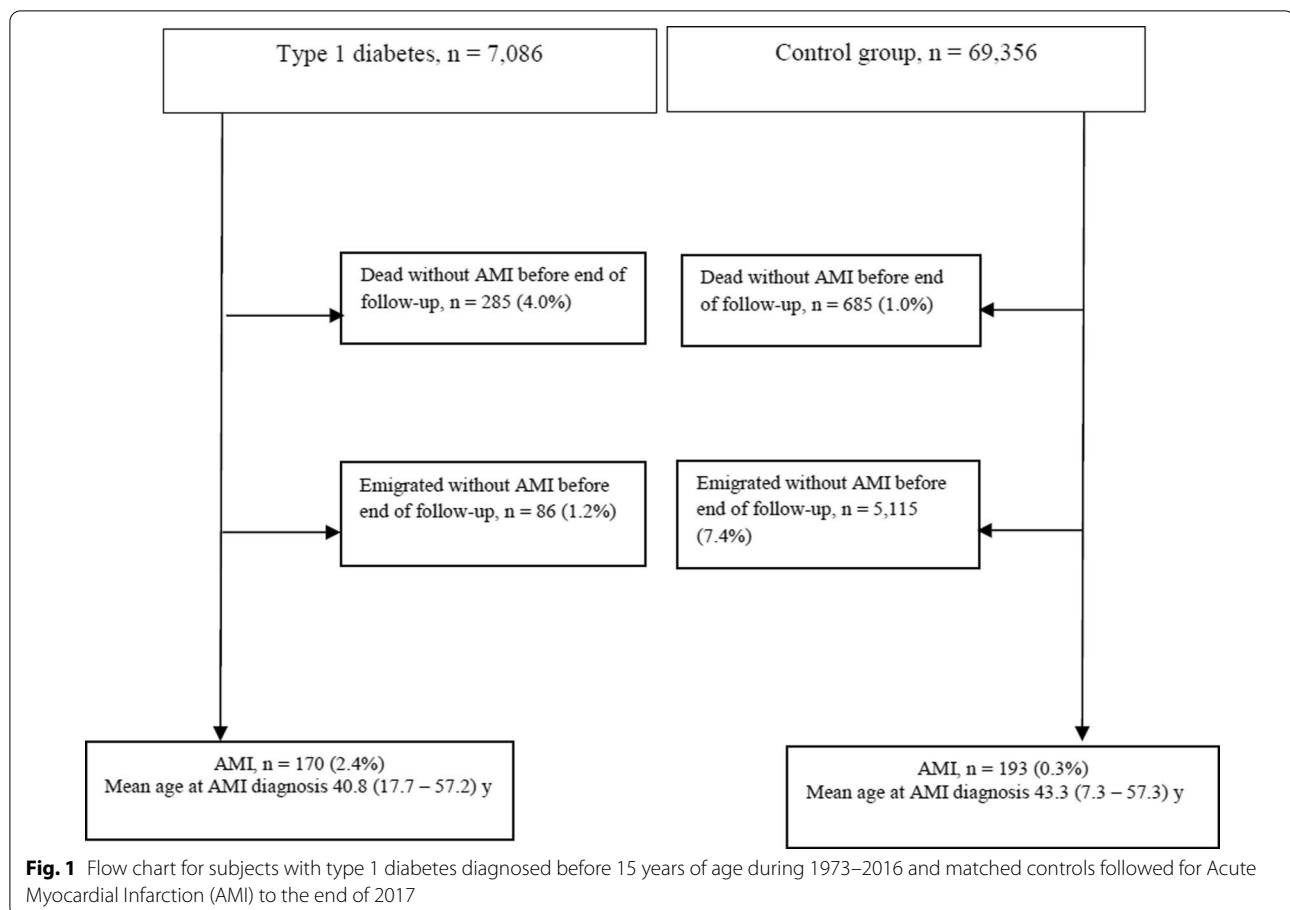 Type 1 diabetes, n = 7,086
Control group, n = 69,356
Dead without AMI before end of
follow-up, n = 285 (4.0%)
Dead without AMI before end
of follow-up, n = 685 (1.0%)
Emigrated without AMI before
end of follow-up, n = 86 (1.2%)
Emigrated without AMI before
end of follow-up, n = 5,115
(7.4%)
AMI, n = 170 (2.4%)
Mean age at AMI diagnosis 40.8 (17.7 – 57.2) y
AMI, n = 193 (0.3%)
Mean age at AMI diagnosis 43.3 (7.3 – 57.3) y
Fig. 1 Flow chart for subjects with type 1 diabetes diagnosed before 15 years of age during 1973–2016 and matched controls followed for Acute
Myocardial Infarction (AMI) to the end of 2017